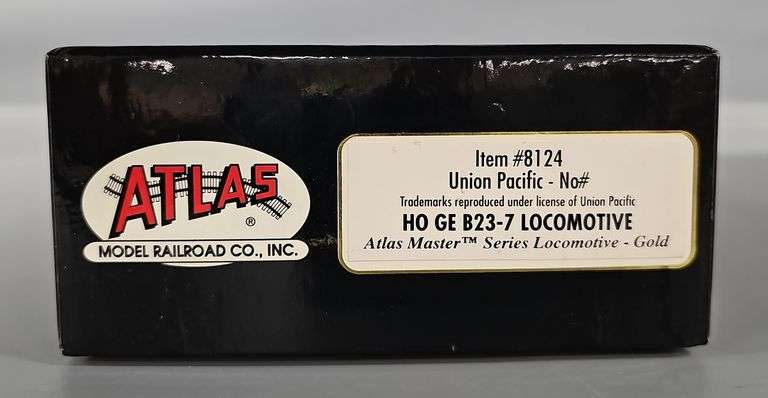 ATLAS
®
MODEL RAILROAD CO., INC.
Item #8124
Union Pacific - No#
Trademarks reproduced under license of Union Pacific
HO GE B23-7 LOCOMOTIVE
Atlas Master™ Series Locomotive - Gold